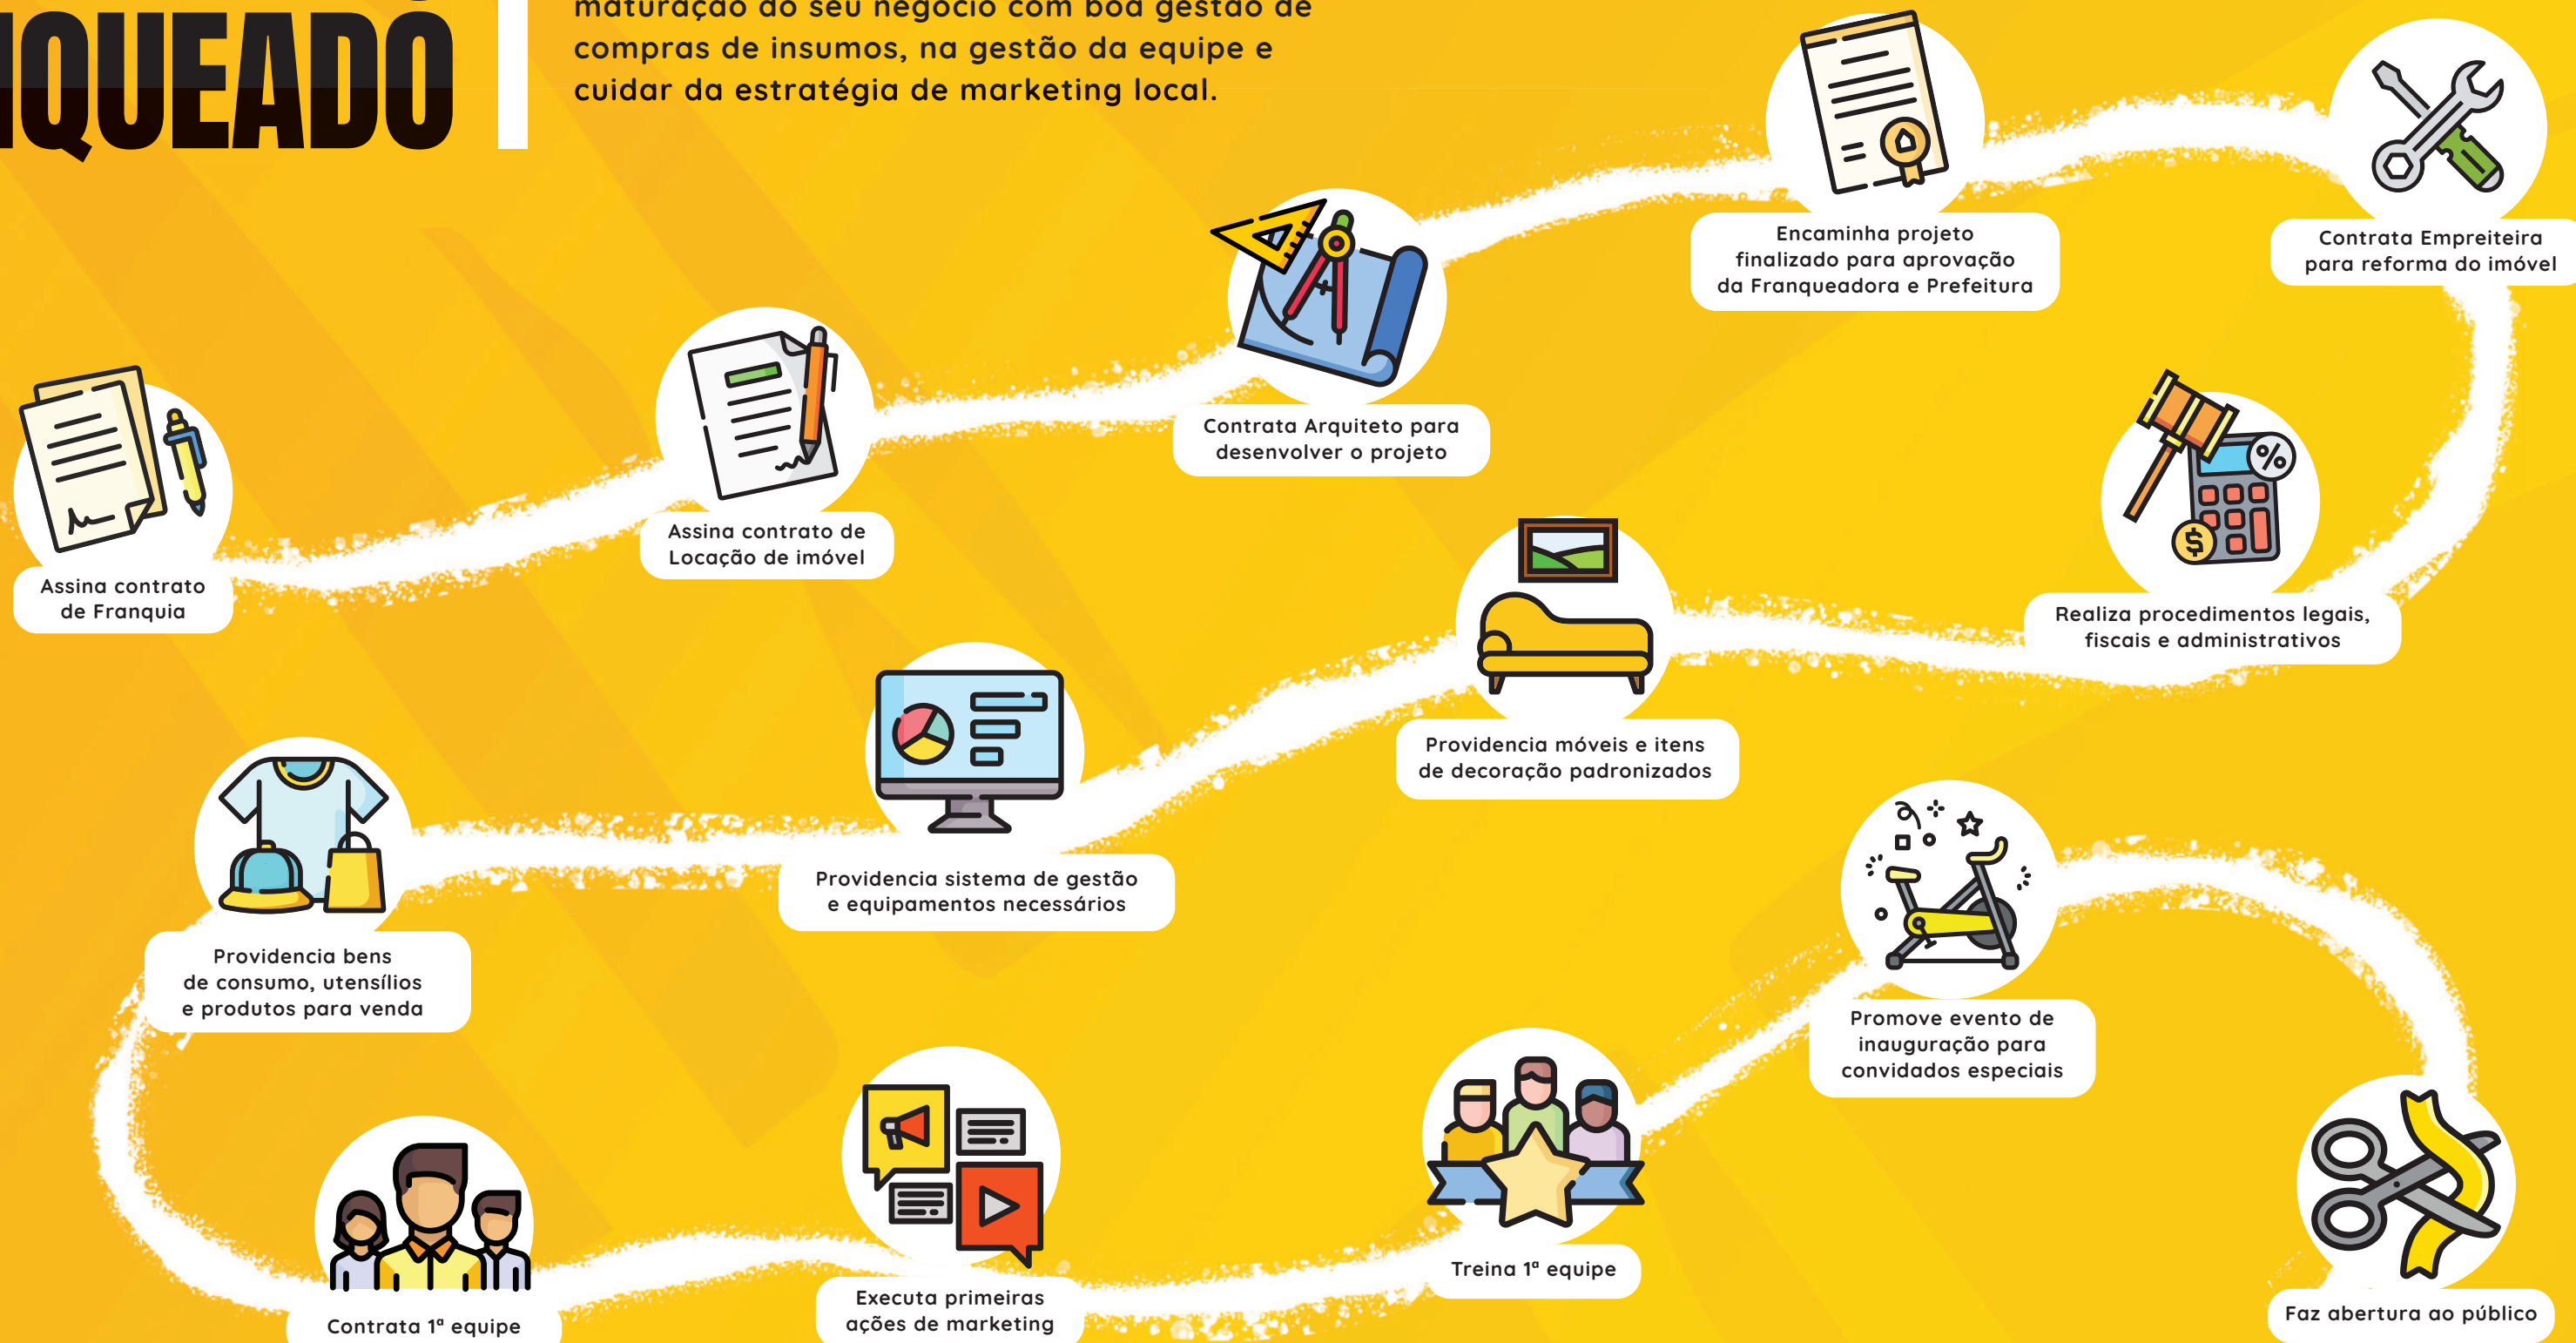 QUEADO
maturação do seu negócio com boa gestão de
compras de insumos, na gestão da equipe e
cuidar da estratégia de marketing local.
Assina contrato
de Franquia
Assina contrato de
Locação de imóvel
Contrata Arquiteto para
desenvolver o projeto
Encaminha projeto
finalizado para aprovação
da Franqueadora e Prefeitura
Contrata Empreiteira
para reforma do imóvel
Realiza procedimentos legais,
fiscais e administrativos
Providencia móveis e itens
de decoração padronizados
Providencia sistema de gestão
e equipamentos necessários
Providencia bens
de consumo, utensílios
e produtos para venda
Contrata 1ª equipe
Executa primeiras
ações de marketing
Treina 1ª equipe
Promove evento de
inauguração para
convidados especiais
Faz abertura ao público